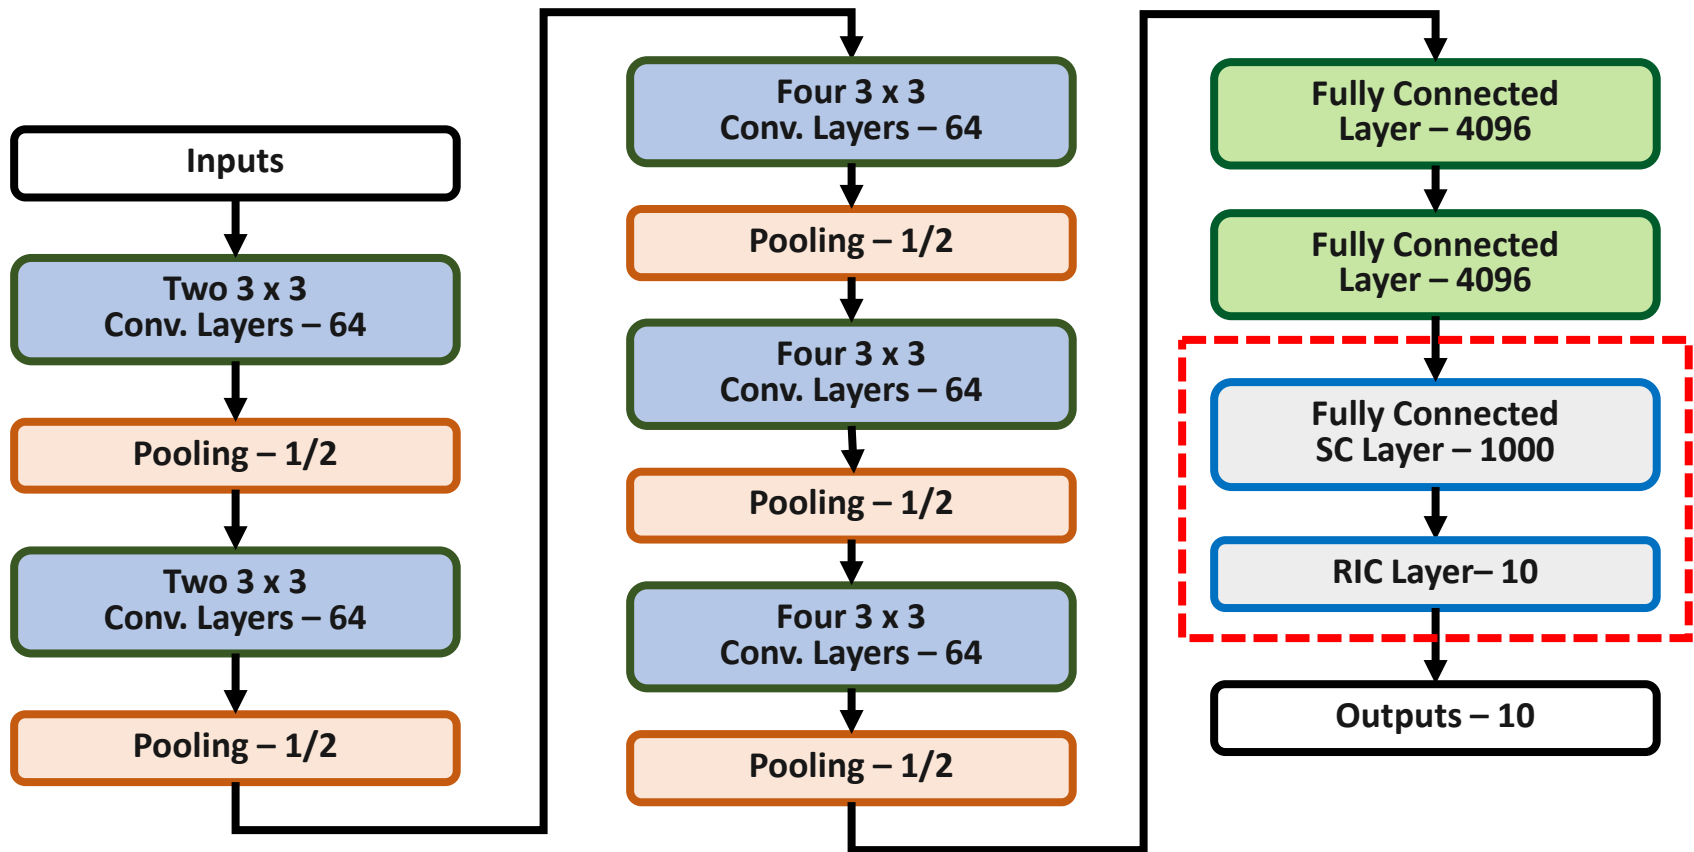 Inputs
Two 3 x 3
Conv. Layers – 64
Pooling – 1/2
Two 3 x 3
Conv. Layers – 64
Pooling – 1/2
Four 3 x 3
Conv. Layers – 64
Pooling – 1/2
Four 3 x 3
Conv. Layers – 64
Pooling – 1/2
Four 3 x 3
Conv. Layers – 64
Pooling – 1/2
Fully Connected
Layer – 4096
Fully Connected
Layer – 4096
Fully Connected
SC Layer – 1000
RIC Layer– 10
Outputs – 10